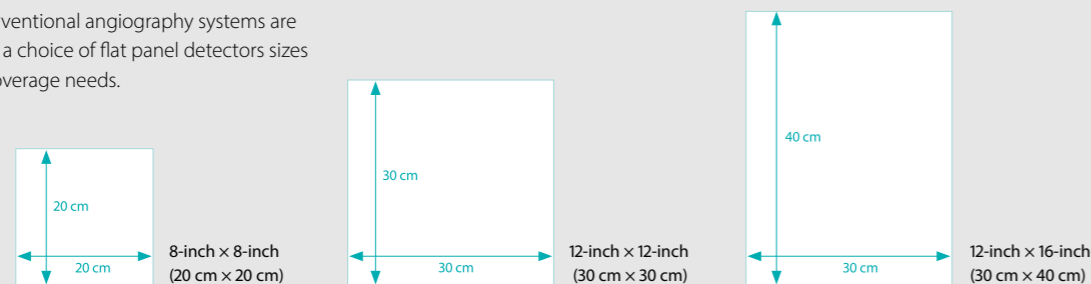 ventional angiography systems are
a choice of flat panel detectors sizes
overage needs.
20 cm
20 cm
8-inch × 8-inch
(20 cm × 20 cm)
30 cm
30 cm
12-inch × 12-inch
(30 cm × 30 cm)
40 cm
30 cm
12-inch × 16-inch
(30 cm × 40 cm)